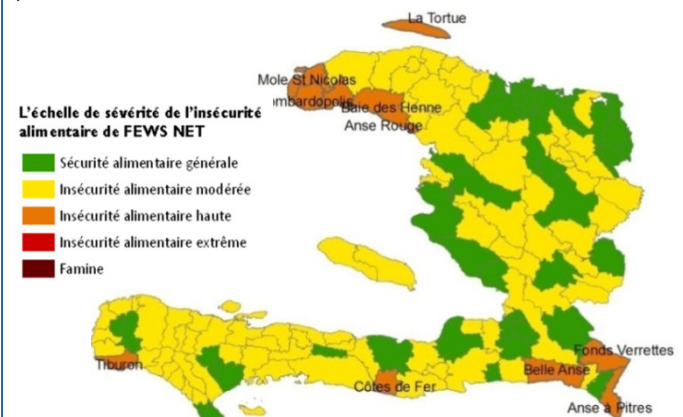 La Tortue
Mole St Nicolas
Baie des Henne
Anse Rouge
L'échelle de sévérité de l'insécurité
alimentaire de FEWS NET
Sécurité alimentaire générale
Insécurité alimentaire modérée
Insécurité alimentaire haute
Insécurité alimentaire extrême
Famine
Tiburon
Côtes de Fer
Fonds Verrettes
Belle Anse
Anse à Pitres